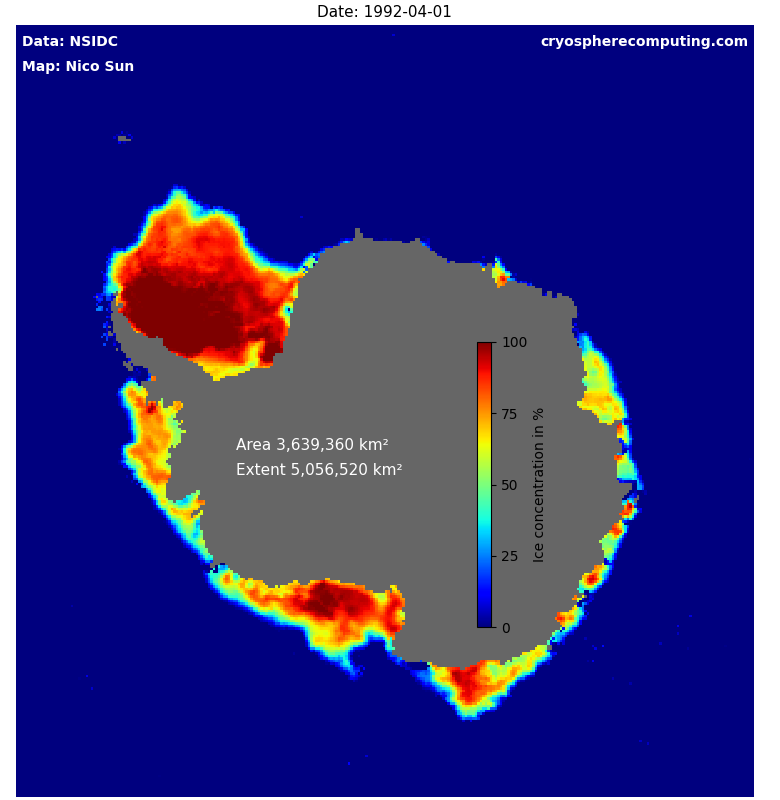 Date: 1992-04-01
Data: NSIDC
cryospherecomputing.com
Map: Nico Sun
100
75
50
25
0
Ice concentration in %
Area 3,639,360 km²
Extent 5,056,520 km²